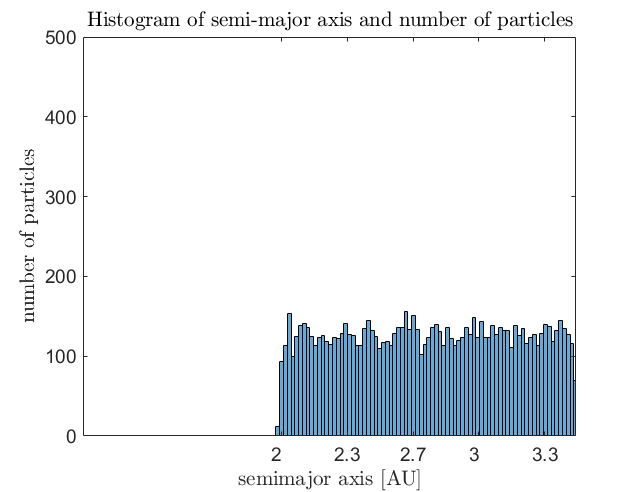 Histogram of semi-major axis and number of particles
500
400
300
200
100
0
number of particles
2 2.3 2.7 3 3.3
semimajor axis [AU]